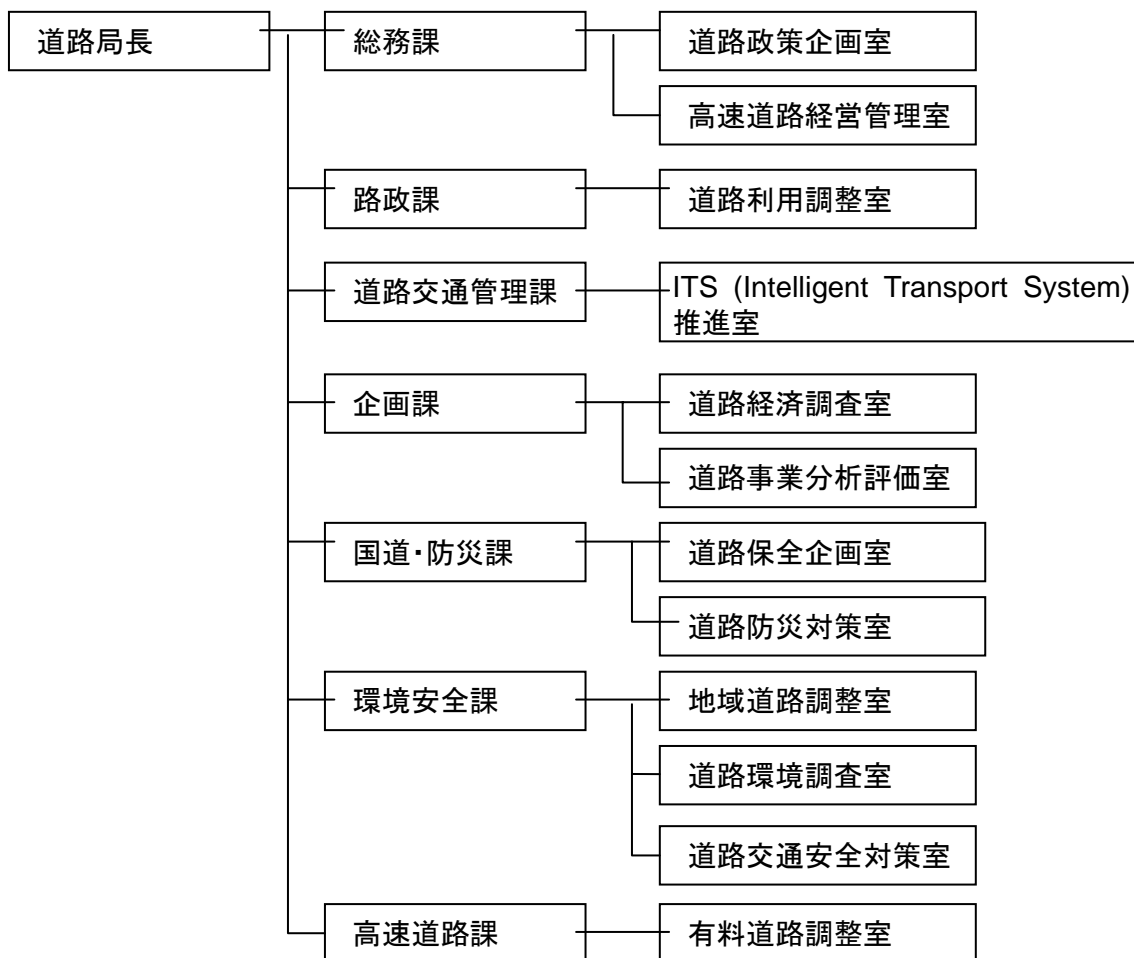 道路局長
総務課
道路政策企画室
高速道路経営管理室
路政課
道路利用調整室
道路交通管理課
ITS (Intelligent Transport System)
推進室
企画課
道路経済調査室
道路事業分析評価室
国道・防災課
道路保全企画室
道路防災対策室
環境安全課
地域道路調整室
道路環境調査室
道路交通安全対策室
高速道路課
有料道路調整室